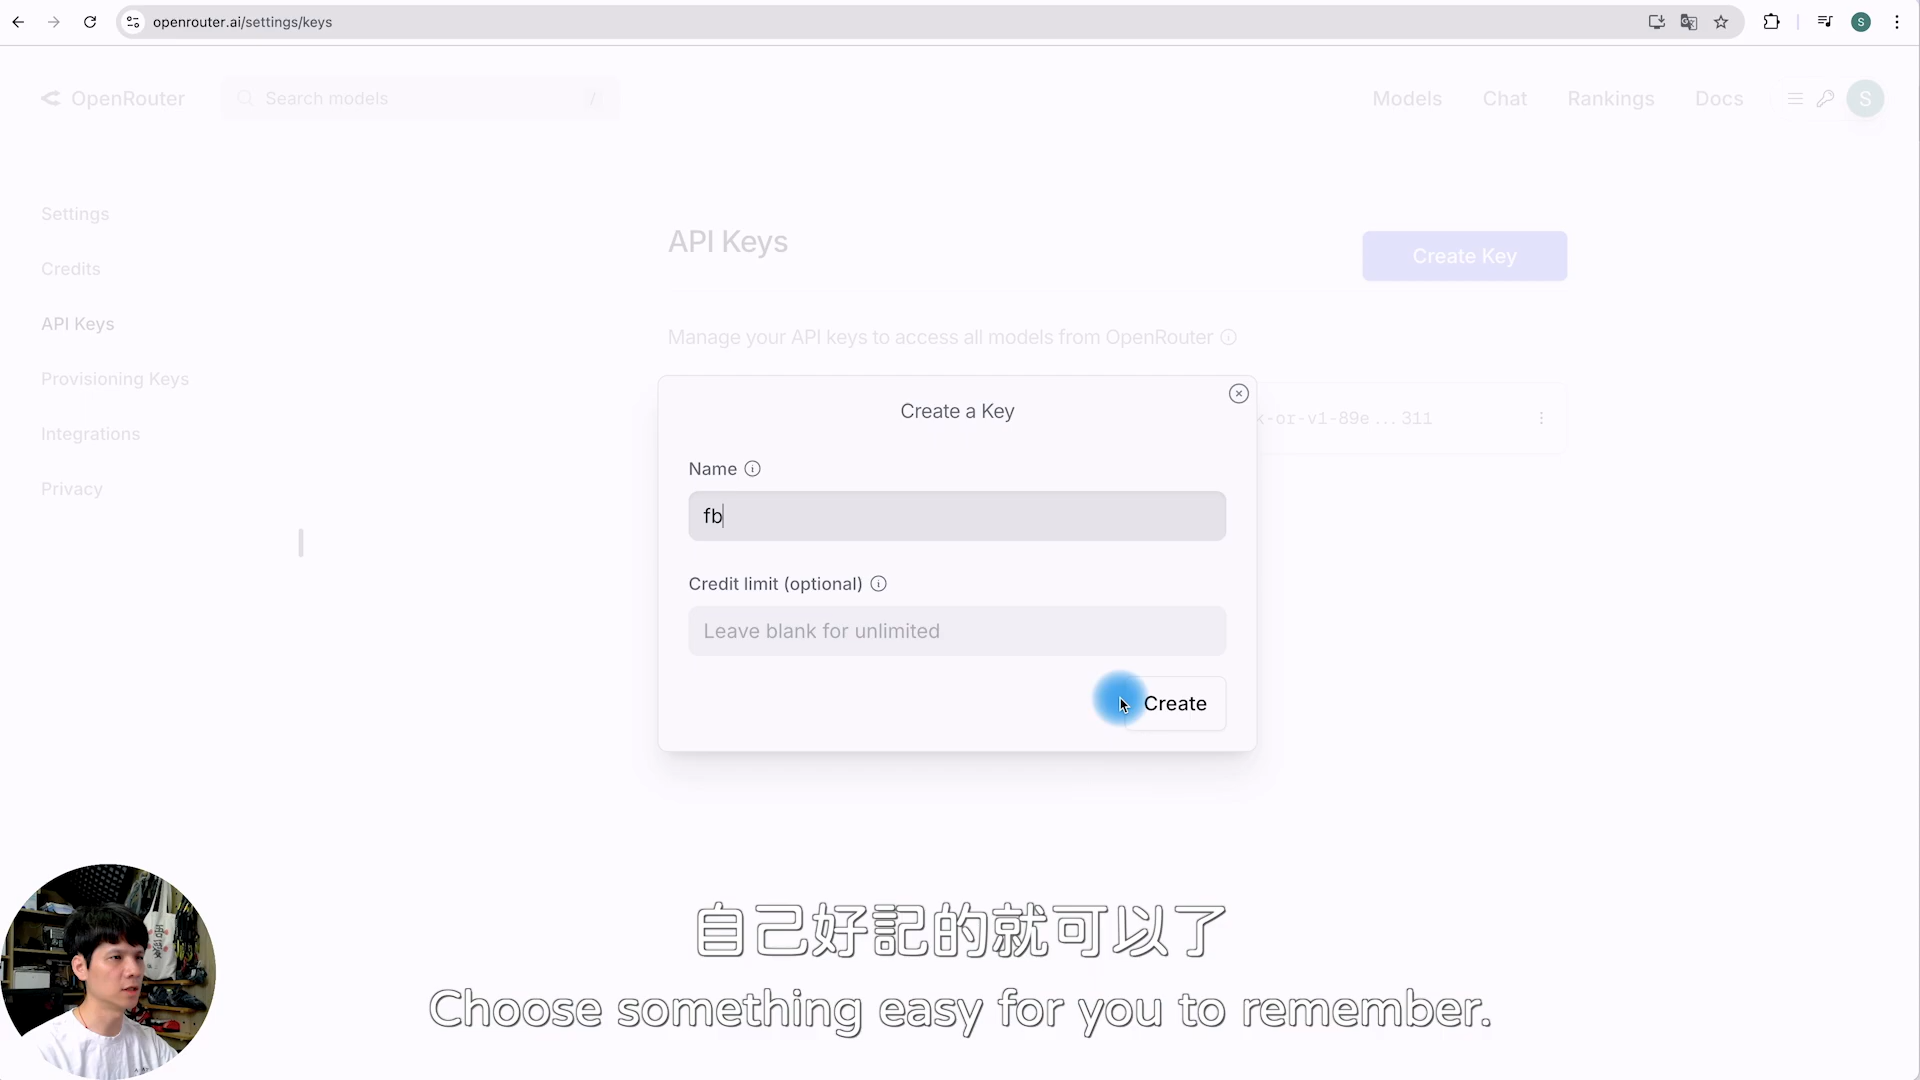 openrouter.ai/settings/keys
S
OpenRouter
Search models
/
Models
Chat
Rankings
Docs
S
Settings
Credits
API Keys
Provisioning Keys
Integrations
Privacy
API Keys
Create Key
Manage your API keys to access all models from OpenRouter
k-or-v1-89e...311
Create a Key
Name
fb
Credit limit (optional)
Leave blank for unlimited
Create
自己好記的就可以了
Choose something easy for you to remember.